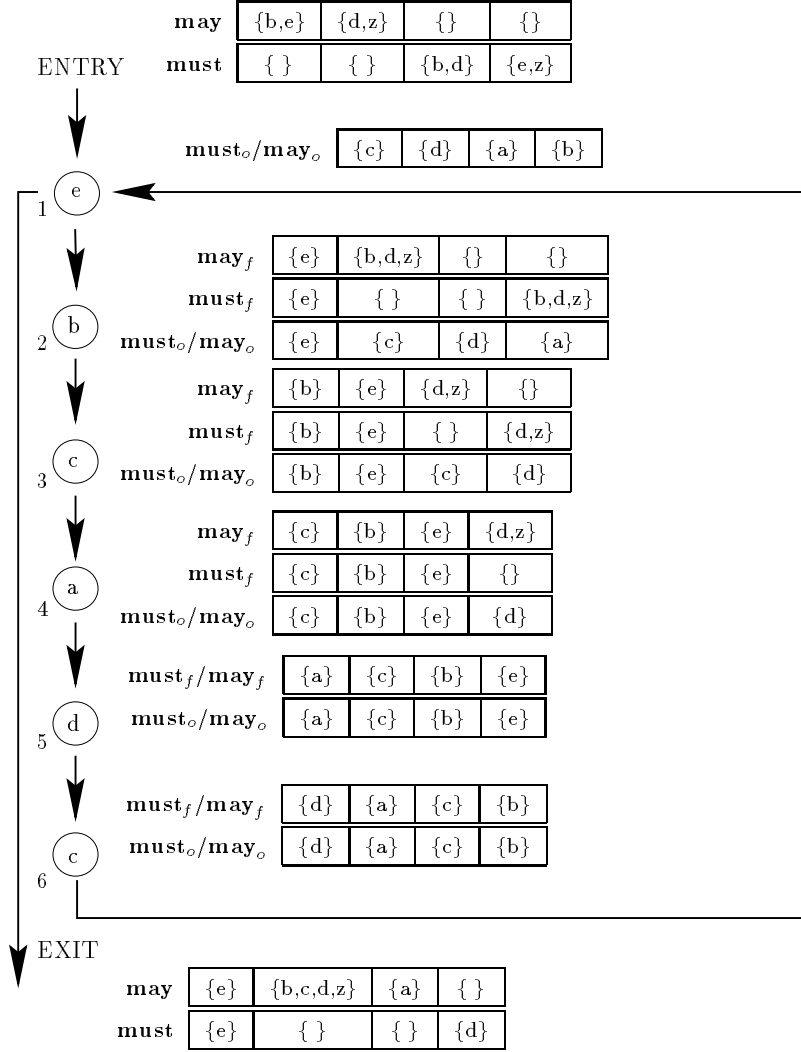 may {b,e} {d,z} {} {}
ENTRY must { } { } {b,d} {e,z}
must_o/may_o {c} {d} {a} {b}
e
1
may_f {e} {b,d,z} {} {}
must_f {e} { } { } {b,d,z}
b
2 must_o/may_o {e} {c} {d} {a}
may_f {b} {e} {d,z} {}
must_f {b} {e} { } {d,z}
c
3 must_o/may_o {b} {e} {c} {d}
may_f {c} {b} {e} {d,z}
must_f {c} {b} {e} {}
a
4 must_o/may_o {c} {b} {e} {d}
must_f/may_f {a} {c} {b} {e}
must_o/may_o {a} {c} {b} {e}
d
5
must_f/may_f {d} {a} {c} {b}
must_o/may_o {d} {a} {c} {b}
c
6
EXIT
may {e} {b,c,d,z} {a} { }
must {e} { } { } {d}